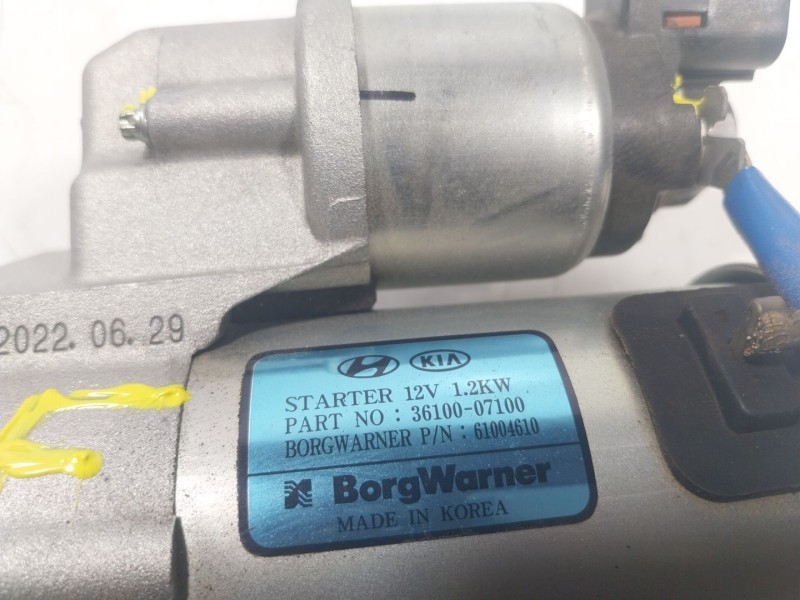 2022.06.29
KIA
STARTER 12V 1.2KW
PART NO : 36100-07100
BORGWARNER P/N : 61004610
BorgWarner
MADE IN KOREA